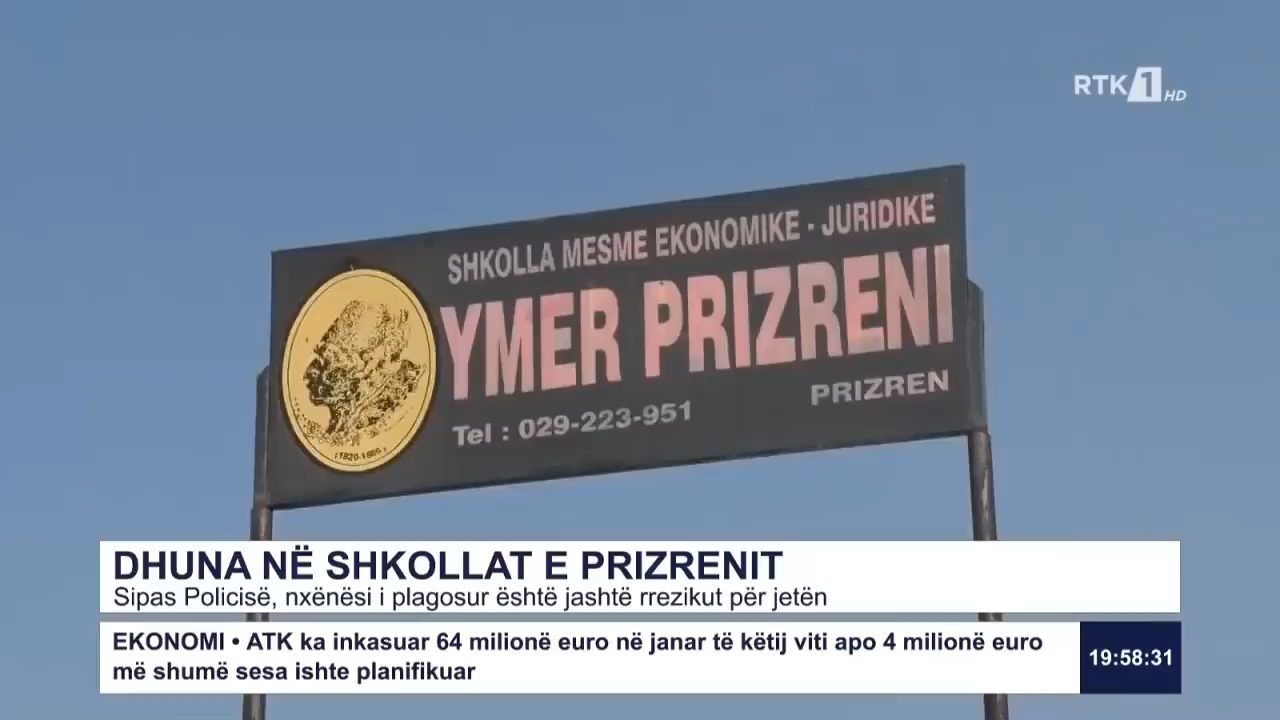 RTK 1 HD
SHKOLLA MESME EKONOMIKE - JURIDIKE
YMER PRIZRENI
PRIZREN
Tel : 029-223-951
DHUNA NË SHKOLLAT E PRIZRENIT
Sipas Policisë, nxënësi i plagosur është jashtë rrezikut për jetën
EKONOMI • ATK ka inkasuar 64 milionë euro në janar të këtij viti apo 4 milionë euro
më shumë sesa ishte planifikuar
19:58:31